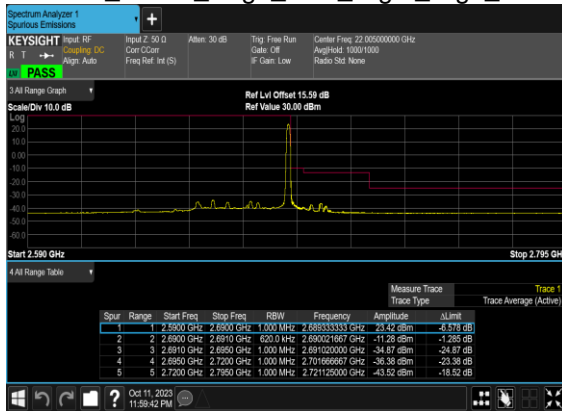 Spectrum Analyzer 1
Spurious Emissions
+
KEYSIGHT Input: RF Input Z: 50 Ω Atten: 30 dB Trig: Free Run Center Freq: 22.005000000 GHz
R T Coupling: DC Corr CCorr Gate: Off Avg|Hold: 1000/1000
Align: Auto Freq Ref: Int (S) IF Gain: Low Radio Std: None
PASS
3 All Range Graph
Ref Lvl Offset 15.59 dB
Scale/Div 10.0 dB Ref Value 30.00 dBm
Log
20.0
10.0
0.00
-10.0
-20.0
-30.0
-40.0
-50.0
-60.0
Start 2.590 GHz Stop 2.795 GH
4 All Range Table
Measure Trace Trace 1
Trace Type Trace Average (Active)
Spur Range Start Freq Stop Freq RBW Frequency Amplitude ΔLimit
1 1 2.5900 GHz 2.6900 GHz 1.000 MHz 2.689333333 GHz 23.42 dBm -6.578 dB
2 2 2.6900 GHz 2.6910 GHz 620.0 kHz 2.690021667 GHz -11.28 dBm -1.285 dB
3 3 2.6910 GHz 2.6950 GHz 1.000 MHz 2.691020000 GHz -34.87 dBm -24.87 dB
4 4 2.6950 GHz 2.7200 GHz 1.000 MHz 2.701666667 GHz -36.38 dBm -23.38 dB
5 5 2.7200 GHz 2.7950 GHz 1.000 MHz 2.721125000 GHz -43.52 dBm -18.52 dB
? Oct 11, 2023
11:59:42 PM